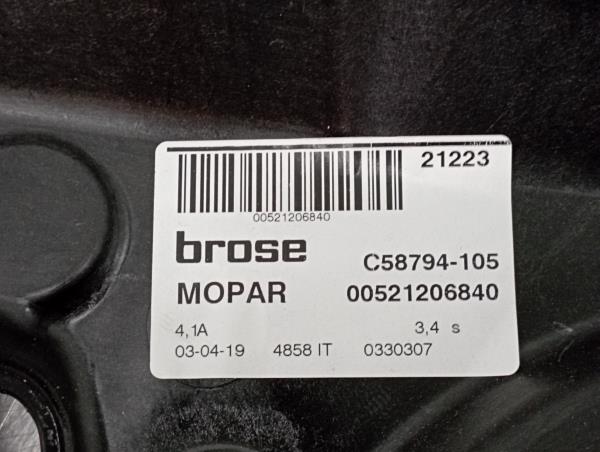 21223
00521206840
brose
C58794-105
MOPAR 00521206840
4,1A 3,4 s
03-04-19 4858 IT 0330307